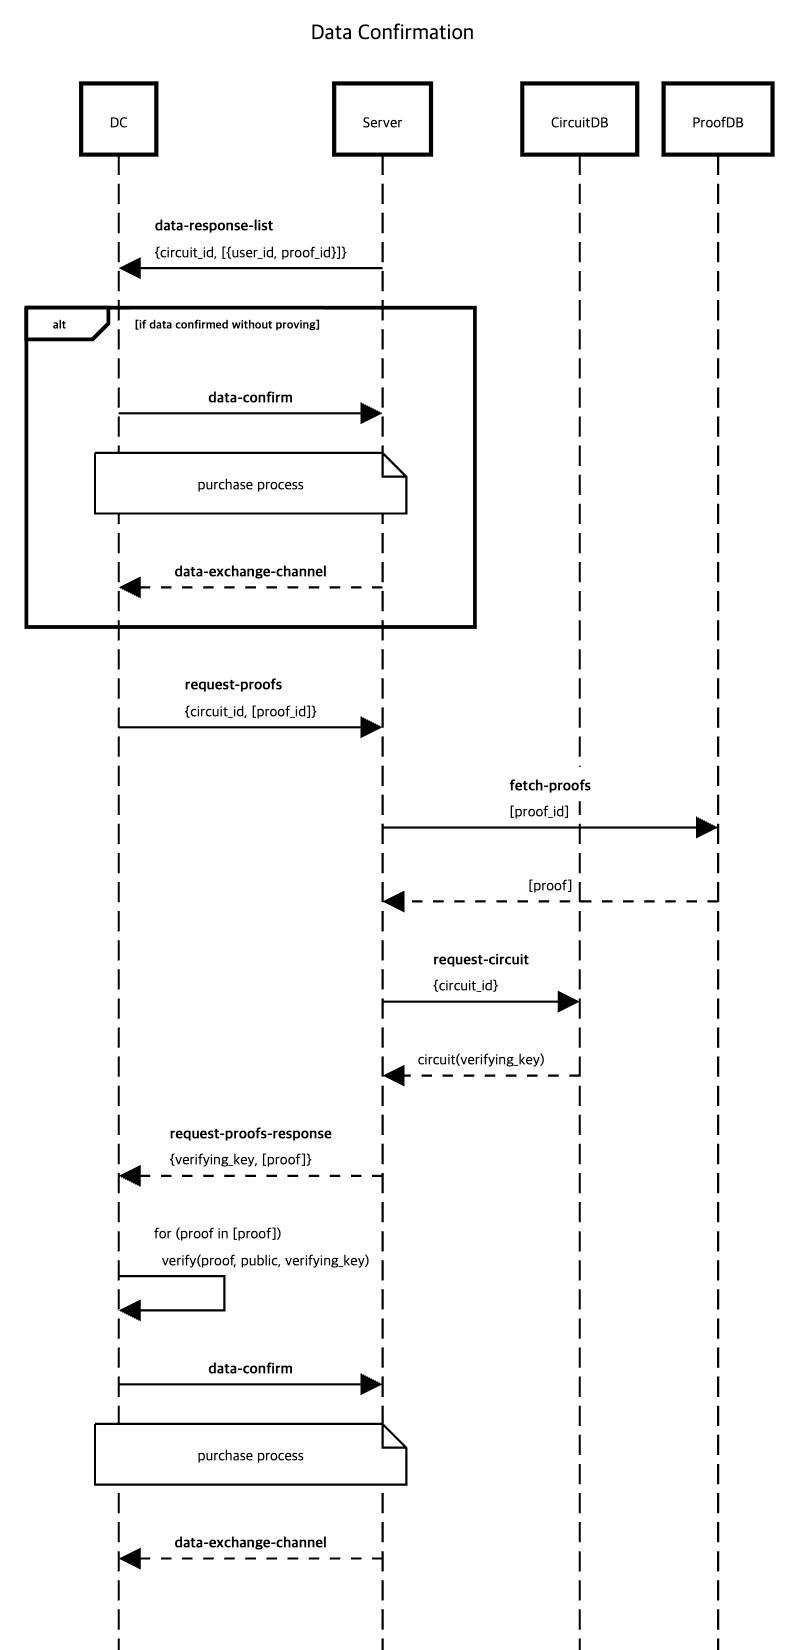 Data Confirmation
DC
Server
CircuitDB
ProofDB
data-response-list
{circuit_id, [{user_id, proof_id}]}
alt
[if data confirmed without proving]
data-confirm
purchase process
data-exchange-channel
request-proofs
{circuit_id, [proof_id]}
fetch-proofs
[proof_id]
[proof]
request-circuit
{circuit_id}
circuit(verifying_key)
request-proofs-response
{verifying_key, [proof]}
for (proof in [proof])
verify(proof, public, verifying_key)
data-confirm
purchase process
data-exchange-channel